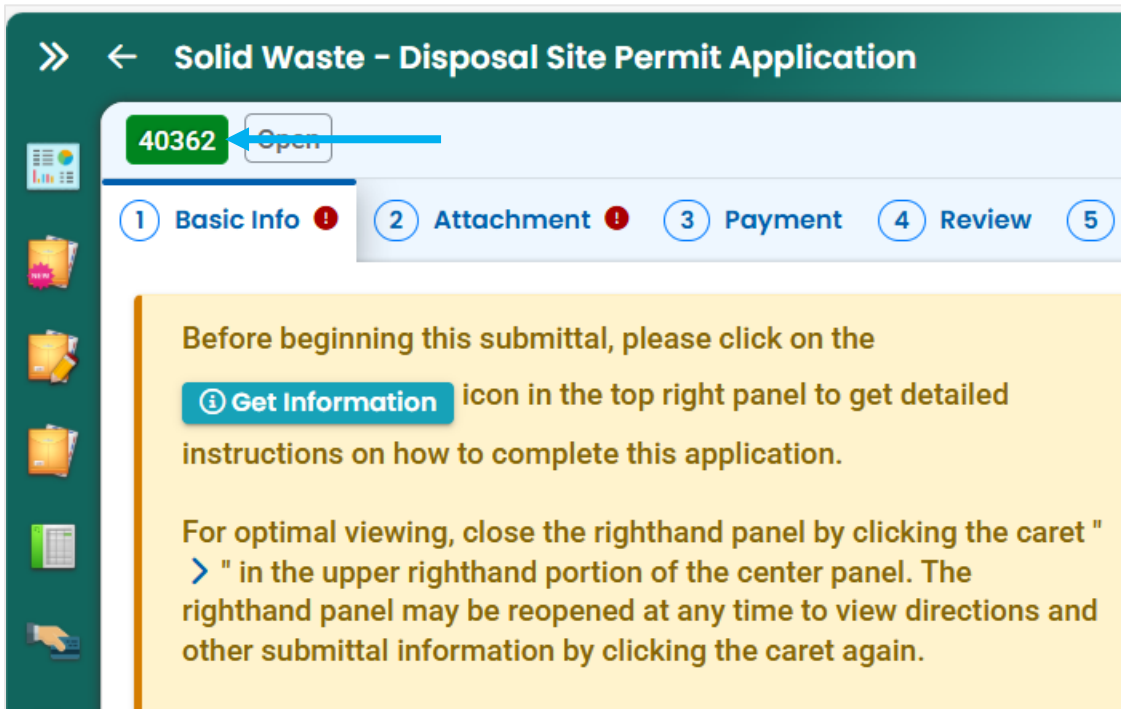 Solid Waste - Disposal Site Permit Application
40362 Open
1 Basic Info ! 2 Attachment ! 3 Payment 4 Review 5
NEW
Before beginning this submittal, please click on the
Get Information icon in the top right panel to get detailed
instructions on how to complete this application.
For optimal viewing, close the righthand panel by clicking the caret "
> " in the upper righthand portion of the center panel. The
righthand panel may be reopened at any time to view directions and
other submittal information by clicking the caret again.